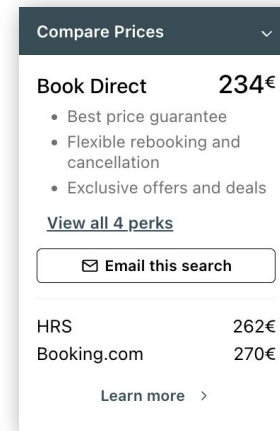 Compare Prices
Book Direct 234€
• Best price guarantee
• Flexible rebooking and
cancellation
• Exclusive offers and deals
View all 4 perks
Email this search
HRS 262€
Booking.com 270€
Learn more >